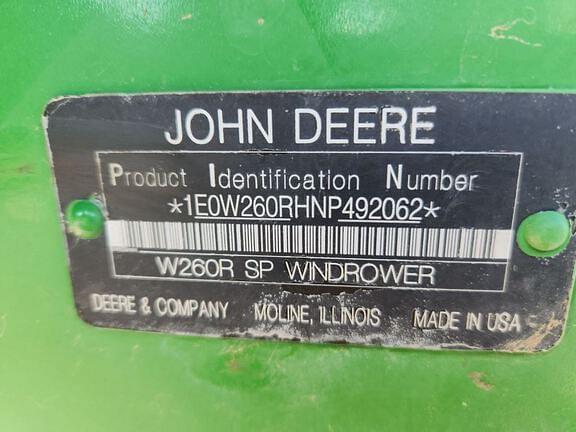 JOHN DEERE
Product Identification Number
*1E0W260RHNP492062*
W260R SP WINDROWER
DEERE & COMPANY MOLINE, ILLINOIS MADE IN USA